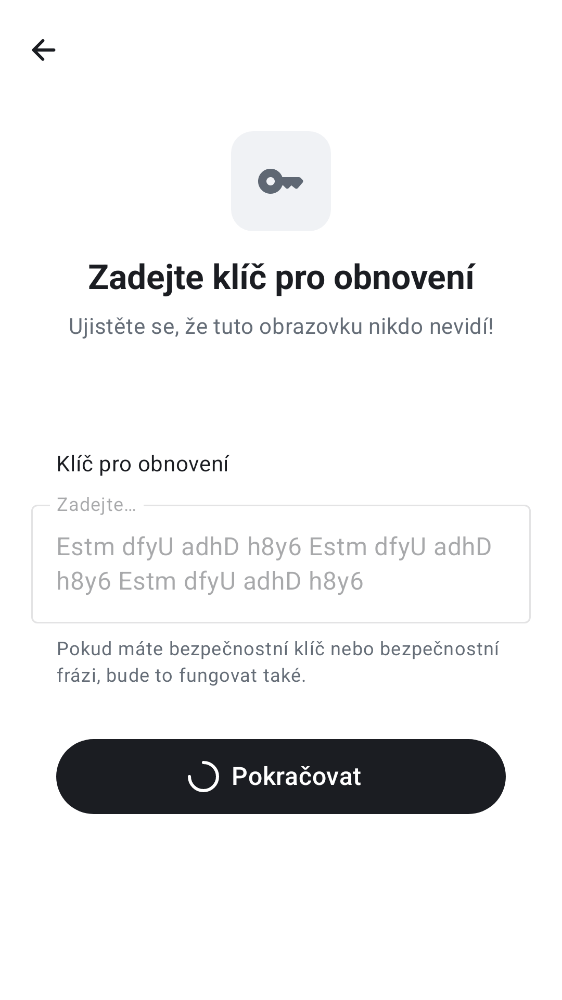 Zadejte klíč pro obnovení
Ujistěte se, že tuto obrazovku nikdo nevidí!
Klíč pro obnovení
Zadejte…
Estm dfyU adhD h8y6 Estm dfyU adhD
h8y6 Estm dfyU adhD h8y6
Pokud máte bezpečnostní klíč nebo bezpečnostní
frázi, bude to fungovat také.
Pokračovat